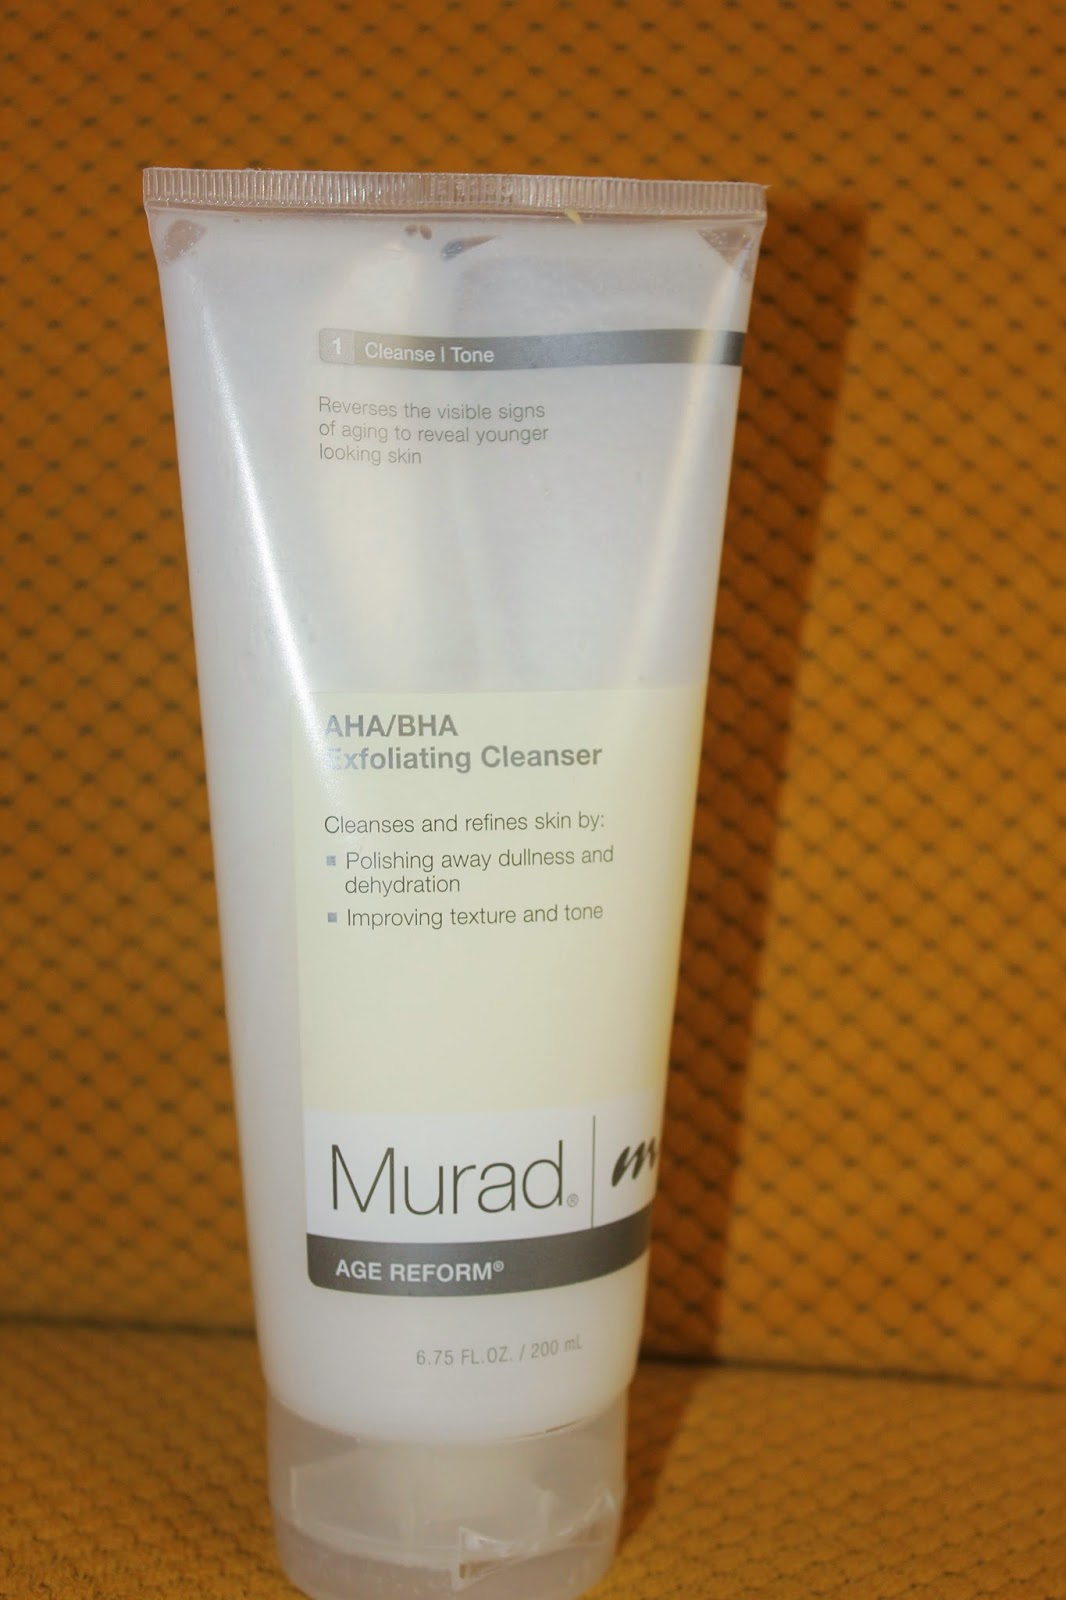 1 Cleanse | Tone
Reverses the visible signs
of aging to reveal younger
looking skin
AHA/BHA
Exfoliating Cleanser
Cleanses and refines skin by:
▪ Polishing away dullness and
dehydration
▪ Improving texture and tone
Murad® | m
AGE REFORM®
6.75 FL.OZ. / 200 mL